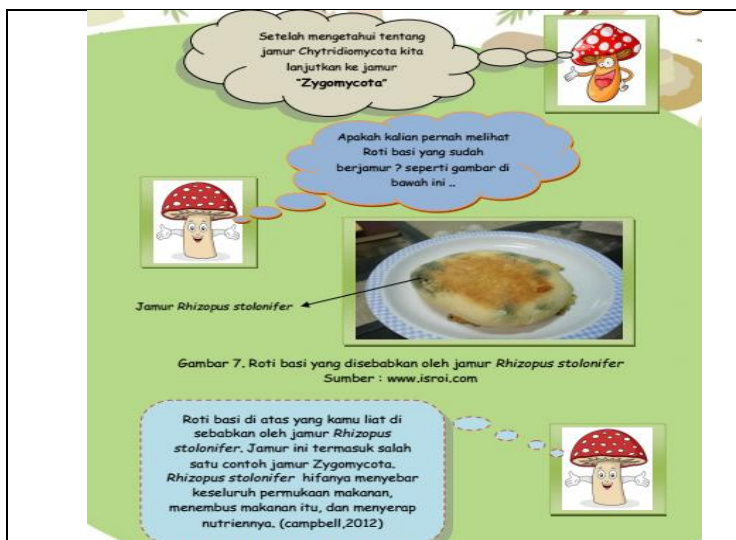 Setelah mengetahui tentang
jamur Chytridiomycota kita
lanjutkan ke jamur
"Zygomycota"
Apakah kalian pernah melihat
Roti basi yang sudah
berjamur ? seperti gambar di
bawah ini ..
Jamur Rhizopus stolonifer
Gambar 7. Roti basi yang disebabkan oleh jamur Rhizopus stolonifer
Sumber : www.isroi.com
Roti basi di atas yang kamu liat di
sebabkan oleh jamur Rhizopus
stolonifer. Jamur ini termasuk salah
satu contoh jamur Zygomycota.
Rhizopus stolonifer hifanya menyebar
keseluruh permukaan makanan,
menembus makanan itu, dan menyerap
nutriennya. (campbell,2012)